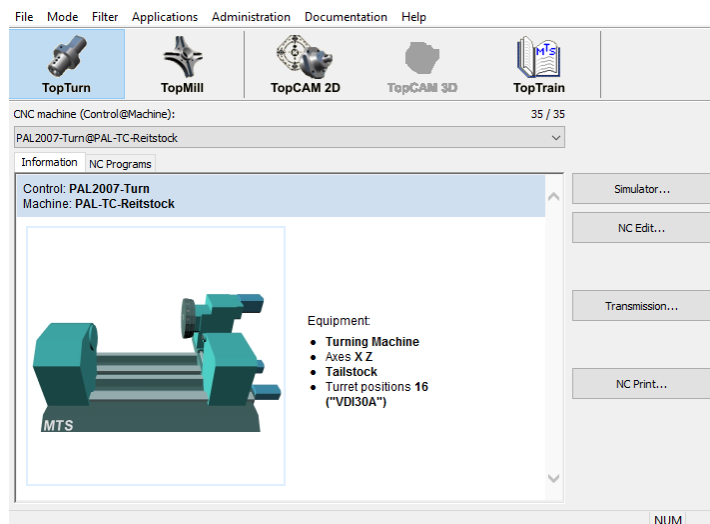 File Mode Filter Applications Administration Documentation Help
MTS
TopTurn TopMill TopCAM 2D TopCAM 3D TopTrain
CNC machine (Control@Machine): 35 / 35
PAL2007-Turn@PAL-TC-Reitstock
Information NC Programs
Control: PAL2007-Turn
Machine: PAL-TC-Reitstock
Simulator...
NC Edit...
Transmission...
NC Print...
Equipment:
• Turning Machine
• Axes X Z
• Tailstock
• Turret positions 16
("VDI30A")
MTS
NUM